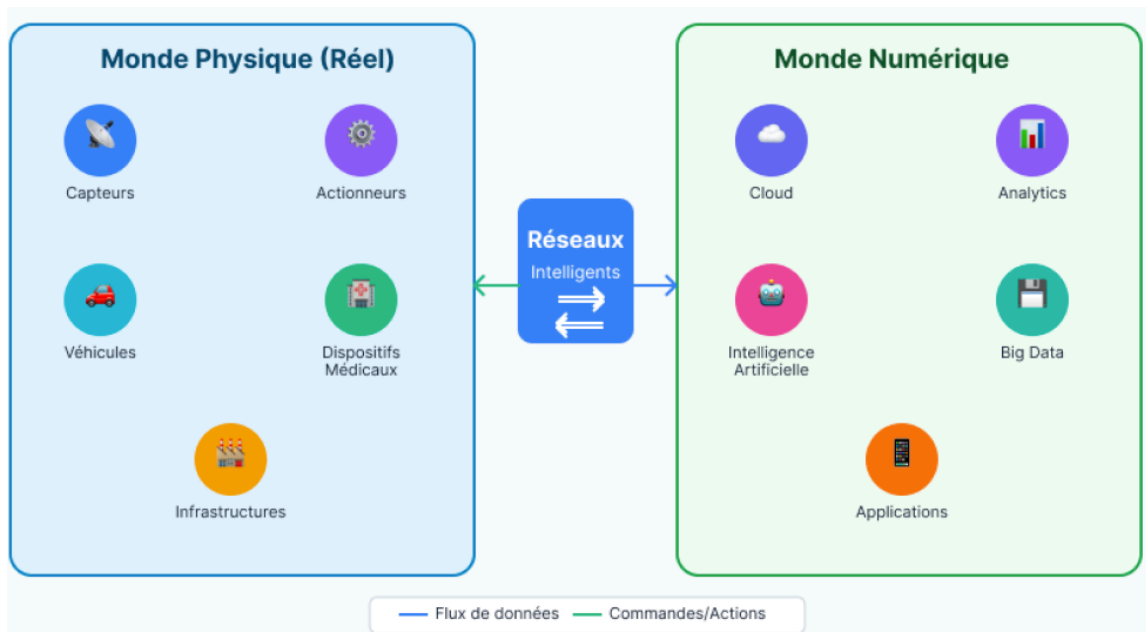 Monde Physique (Réel)
Capteurs
Actionneurs
Véhicules
Dispositifs
Médicaux
Infrastructures
Réseaux
Intelligents
Monde Numérique
Cloud
Analytics
Intelligence
Artificielle
Big Data
Applications
Flux de données
Commandes/Actions